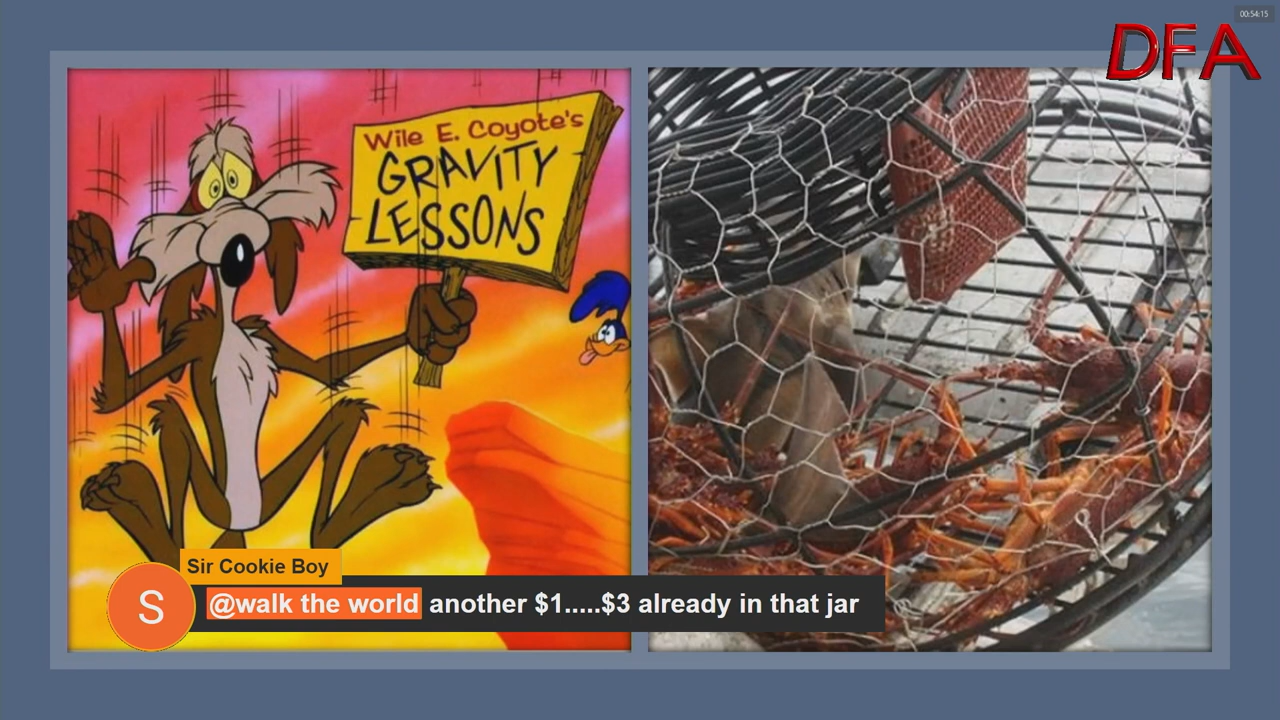 00:54:15
DFA
Wile E. Coyote's
GRAVITY
LESSONS
Sir Cookie Boy
S
@walk the world another $1.....$3 already in that jar